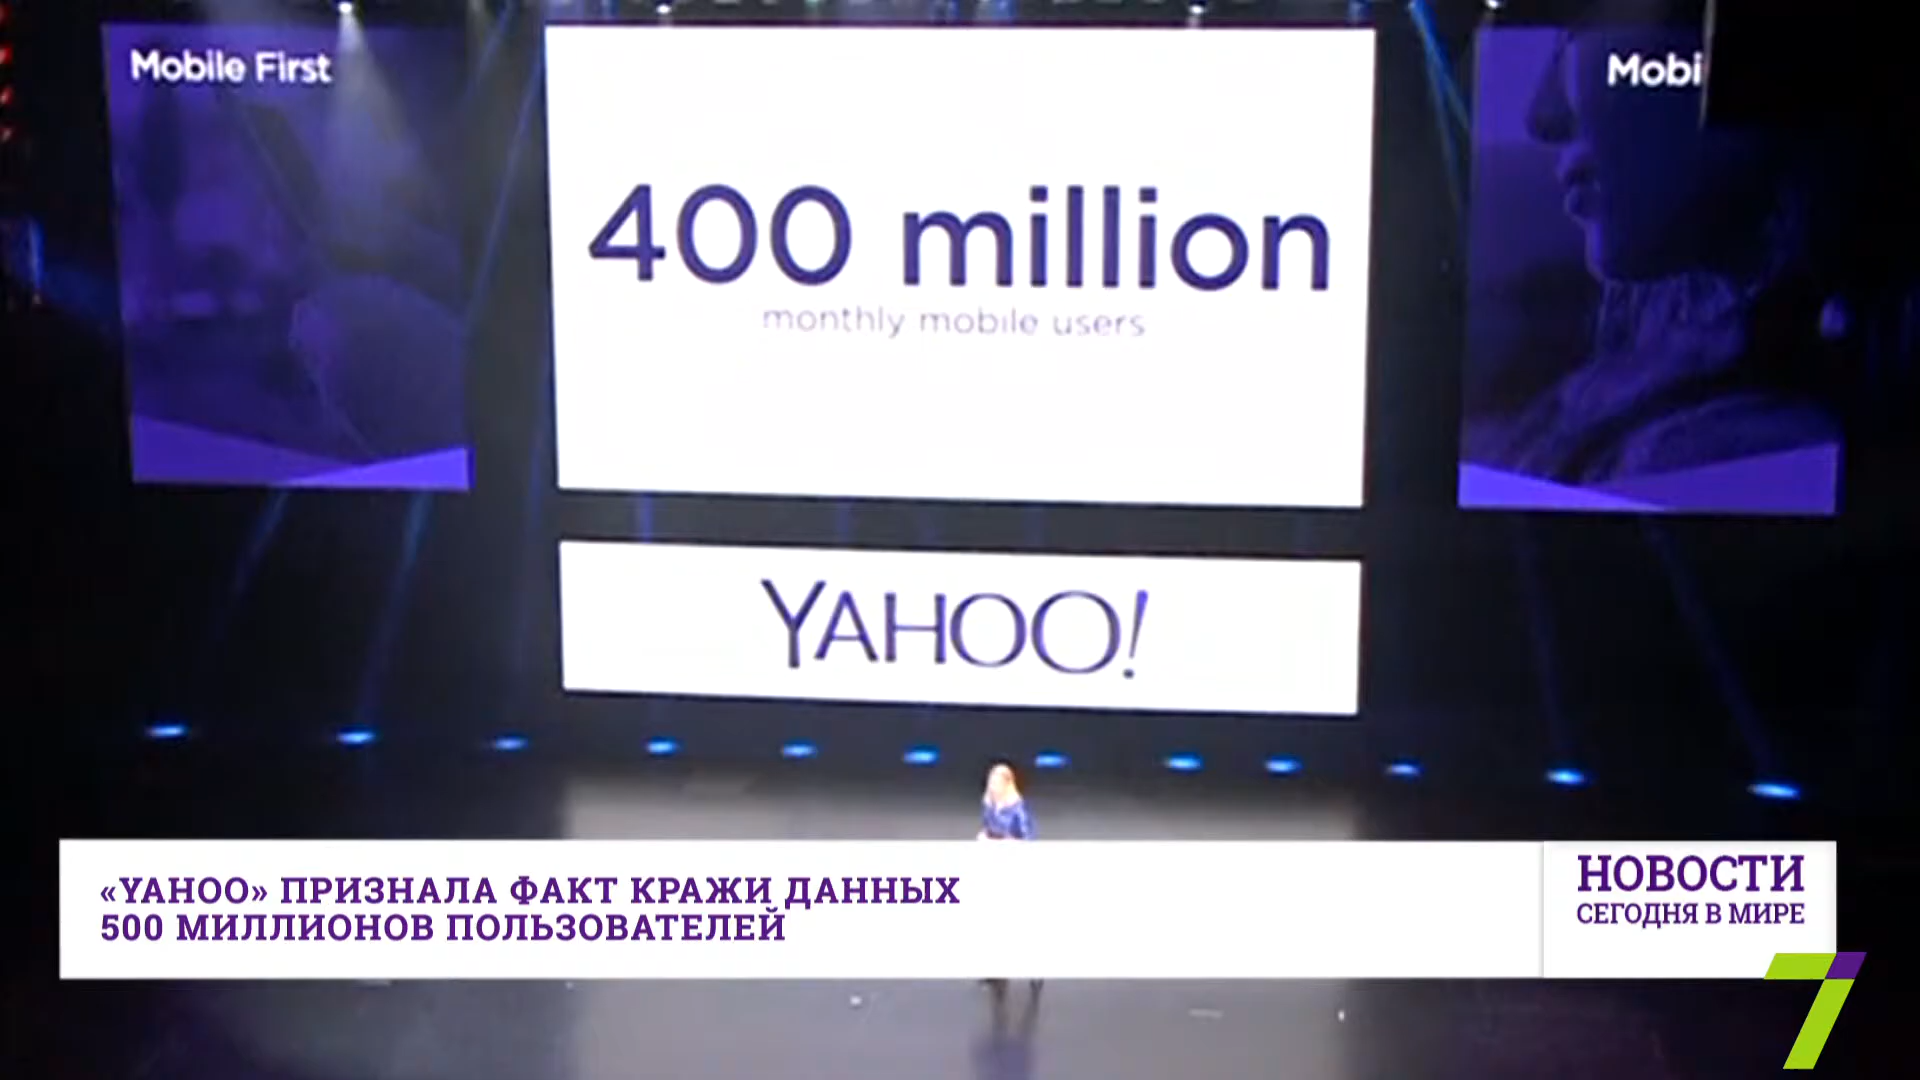 Mobile First
Mobi
400 million
monthly mobile users
YAHOO!
«YAHOO» ПРИЗНАЛА ФАКТ КРАЖИ ДАННЫХ
500 МИЛЛИОНОВ ПОЛЬЗОВАТЕЛЕЙ
НОВОСТИ
СЕГОДНЯ В МИРЕ
7